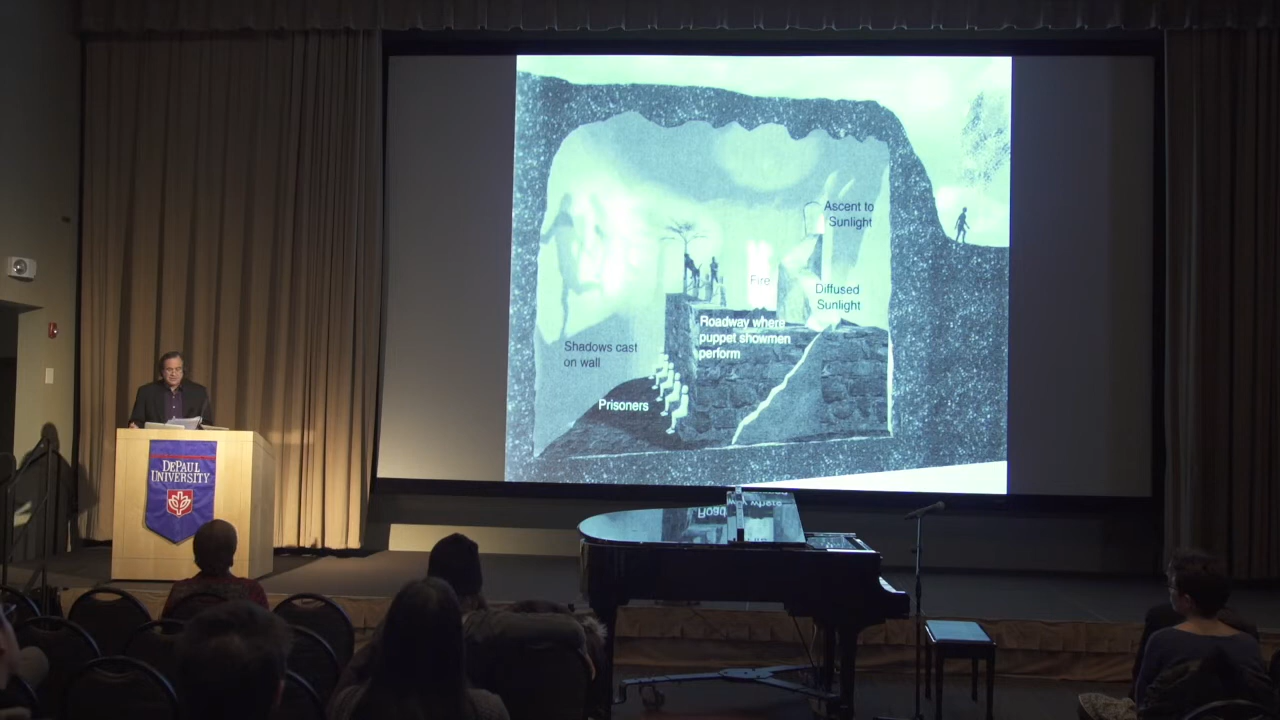 Ascent to
Sunlight
Fire
Diffused
Sunlight
Roadway where
puppet showmen
perform
Shadows cast
on wall
Prisoners
DEPAUL
UNIVERSITY